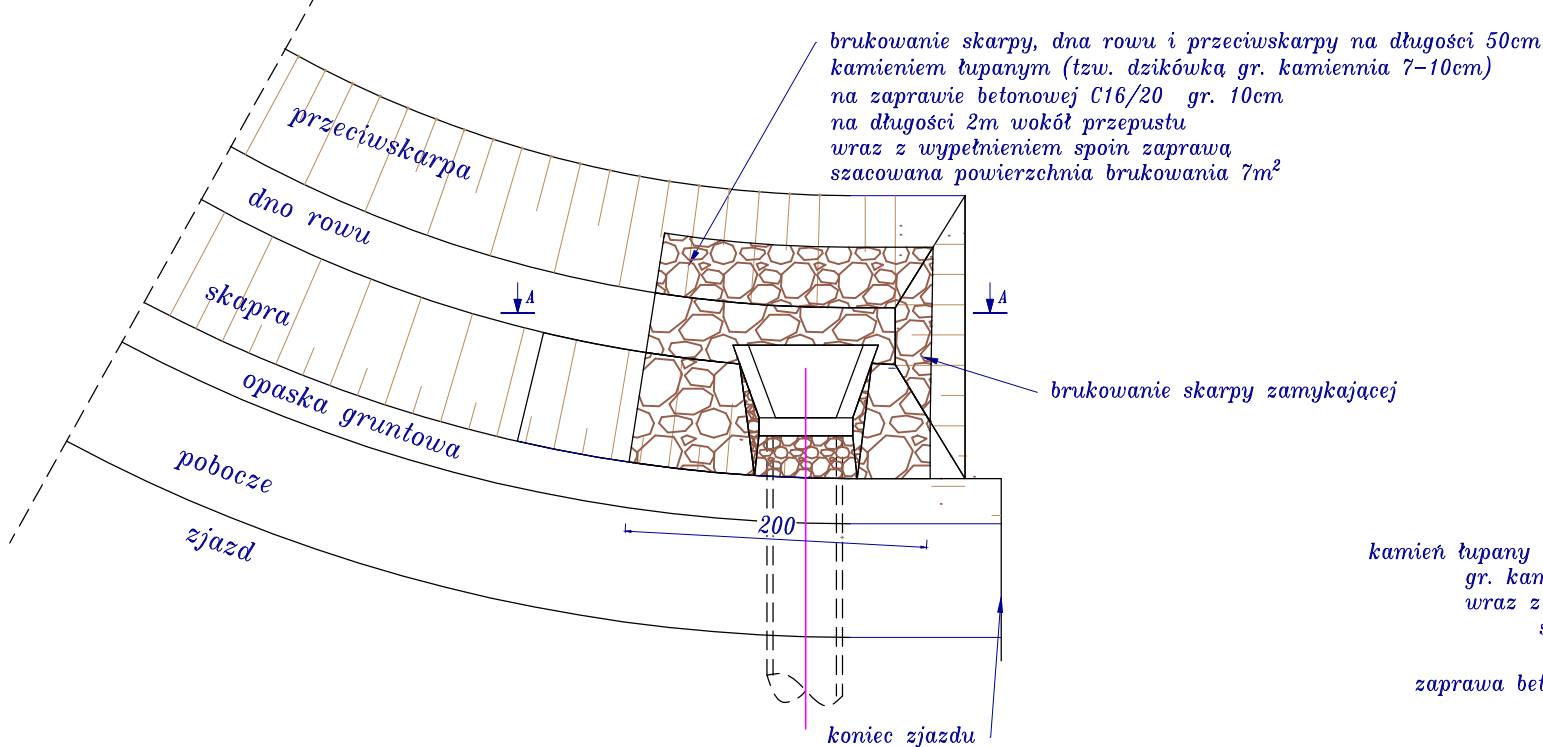 brukowanie skarpy, dna rowu i przeciwskarpy na długości 50cm
kamieniem łupanym (tzw. dzikówką gr. kamiennia 7-10cm)
na zaprawie betonowej C16/20 gr. 10cm
na długości 2m wokół przepustu
wraz z wypełnieniem spoin zaprawą
szacowana powierzchnia brukowania 7m²
przeciwskarpa
dno rowu
skapra
A
A
opaska gruntowa
brukowanie skarpy zamykającej
pobocze
zjazd
200
kamień łupany
gr. kam
wraz z
zaprawa bet
koniec zjazdu